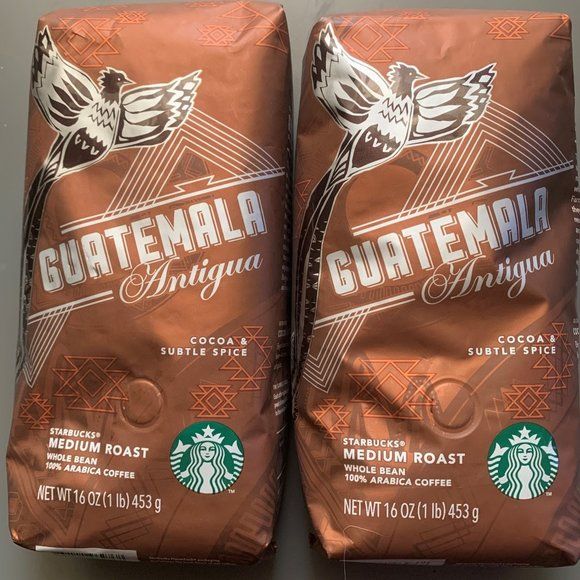 GUATEMALA
Antigua
COCOA &
SUBTLE SPICE
STARBUCKS®
MEDIUM ROAST
WHOLE BEAN
100% ARABICA COFFEE
NET WT 16 OZ (1 lb) 453 g
GUATEMALA
Antigua
COCOA &
SUBTLE SPICE
STARBUCKS®
MEDIUM ROAST
WHOLE BEAN
100% ARABICA COFFEE
NET WT 16 OZ (1 lb) 453 g